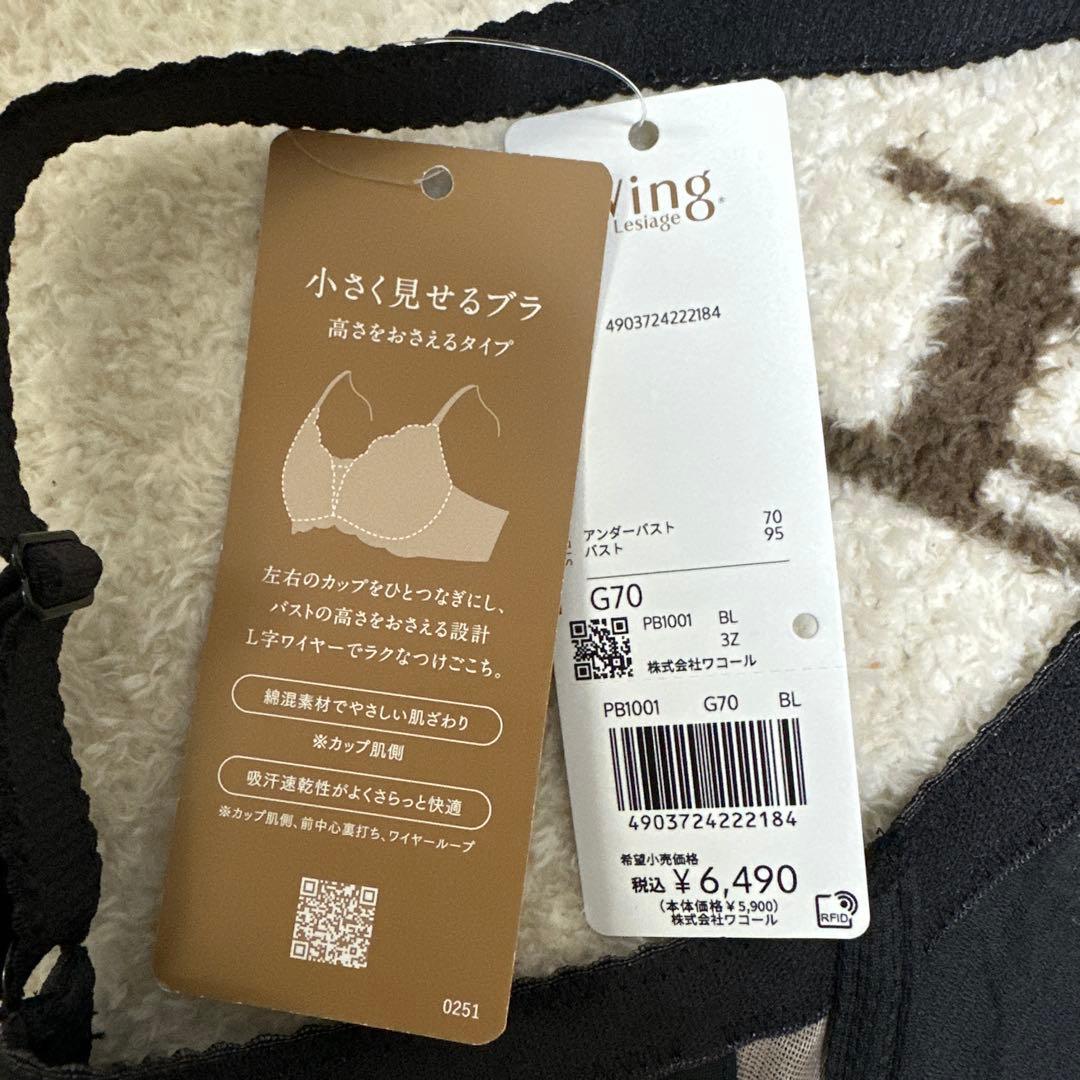 小さく見せるブラ
高さをおさえるタイプ
左右のカップをひとつなぎにし、
バストの高さをおさえる設計
L字ワイヤーでラクなつけごこち。
綿混素材でやさしい肌ざわり
※カップ肌側
吸汗速乾性がよくさらっと快適
※カップ肌側、前中心裏打ち、ワイヤーループ
0251
Wing®
Lesiage
4903724222184
アンダーバスト 70
バスト 95
G70
PB1001 BL
3Z
株式会社ワコール
PB1001 G70 BL
4903724222184
希望小売価格
税込 ¥6,490
(本体価格¥5,900)
株式会社ワコール
RFID